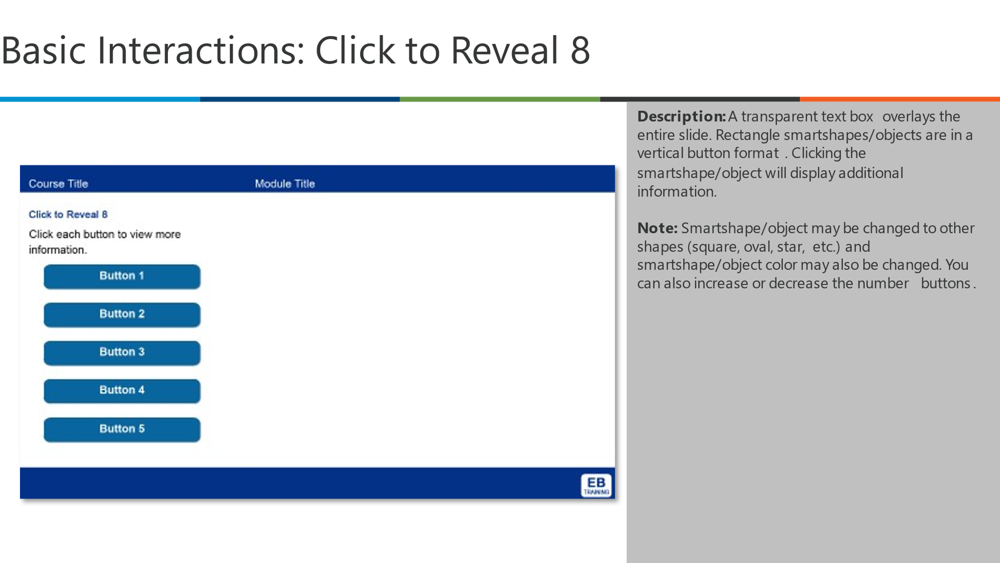 Basic Interactions: Click to Reveal 8
Course Title Module Title
Click to Reveal 8
Click each button to view more
information.
Button 1
Button 2
Button 3
Button 4
Button 5
EB
TRAINING
Description: A transparent text box overlays the
entire slide. Rectangle smartshapes/objects are in a
vertical button format . Clicking the
smartshape/object will display additional
information.
Note: Smartshape/object may be changed to other
shapes (square, oval, star, etc.) and
smartshape/object color may also be changed. You
can also increase or decrease the number buttons.